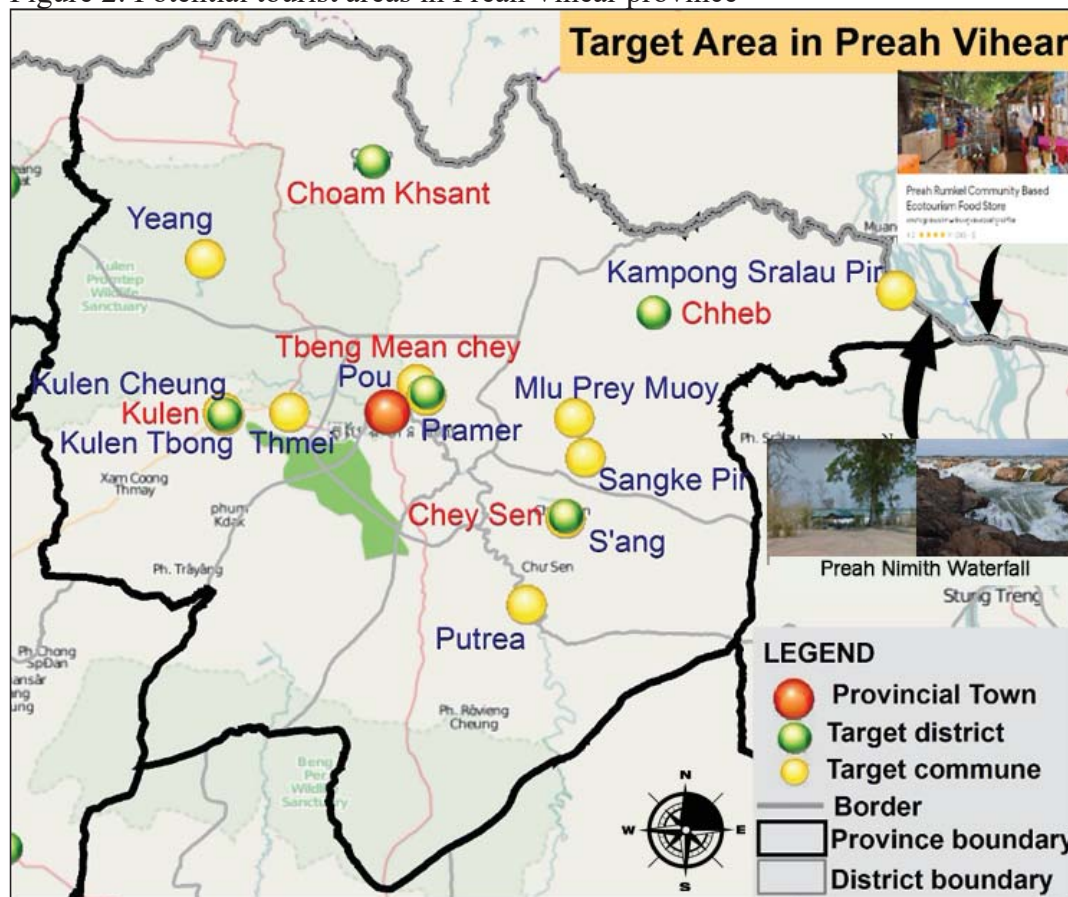 Figure 2. Potential tourist areas in Preah Vihear province
Target Area in Preah Vihear
Preah Rumkel Community Based
Ecotourism Food Store
Choam Khsant
Yeang
Kulen
Promtep
Wildlife
Sanctuary
Kampong Sralau Pir
Chheb
Tbeng Mean chey
Pou
Kulen Cheung
Kulen
Kulen Tbong
Thmei
Pramer
Mlu Prey Muoy
Sangke Pir
Xam Coong
Thmay
phum
Kdak
Chey Sen
S'ang
Ph. Trâyâng
Chư Sen
Putrea
Preah Nimith Waterfall
Stung Treng
Ph. Chong
SpDan
Ph. Rôvieng
Cheung
Beng
Per
Wildlife
Sanctuary
N
W
E
S
LEGEND
Provincial Town
Target district
Target commune
Border
Province boundary
District boundary